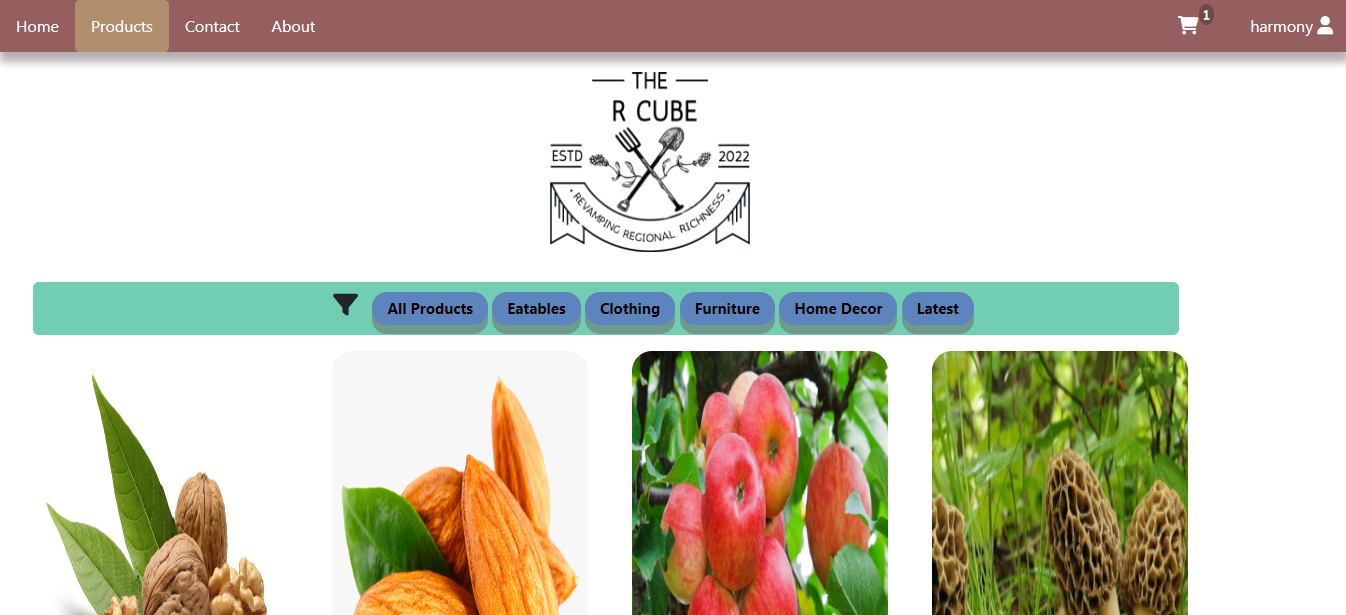 Home Products Contact About 1 harmony
THE
R CUBE
ESTD 2022
· REVAMPING REGIONAL RICHNESS ·
All Products Eatables Clothing Furniture Home Decor Latest